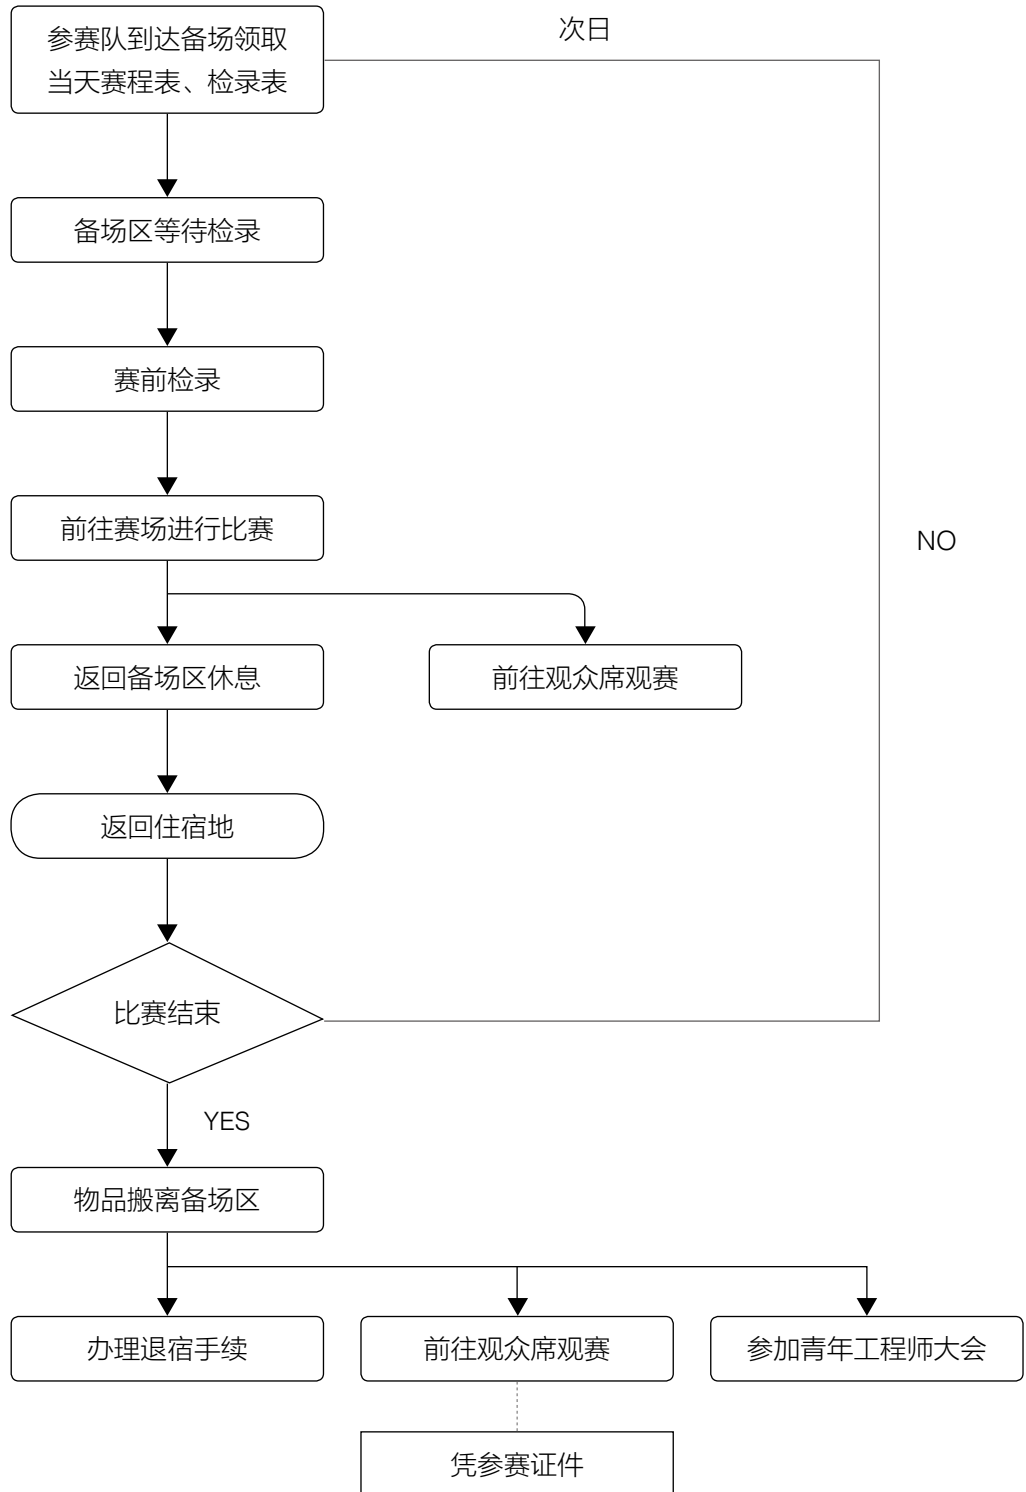 参赛队到达备场领取
当天赛程表、检录表
次日
备场区等待检录
赛前检录
前往赛场进行比赛
NO
返回备场区休息
前往观众席观赛
返回住宿地
比赛结束
YES
物品搬离备场区
办理退宿手续
前往观众席观赛
参加青年工程师大会
凭参赛证件